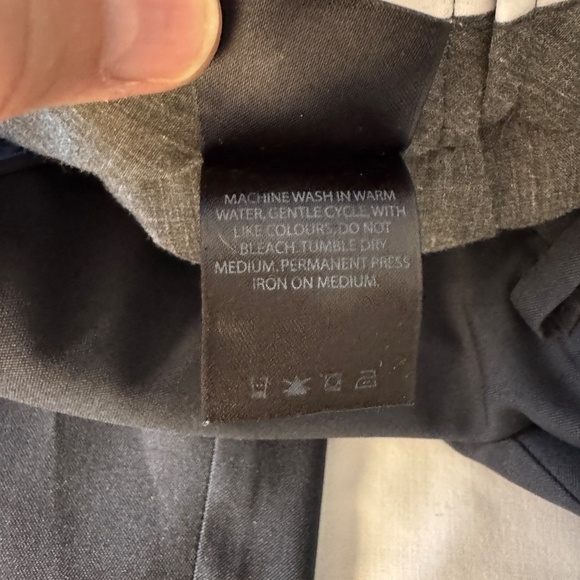 MACHINE WASH IN WARM
WATER, GENTLE CYCLE, WITH
LIKE COLOURS, DO NOT
BLEACH. TUMBLE DRY
MEDIUM. PERMANENT PRESS
IRON ON MEDIUM.